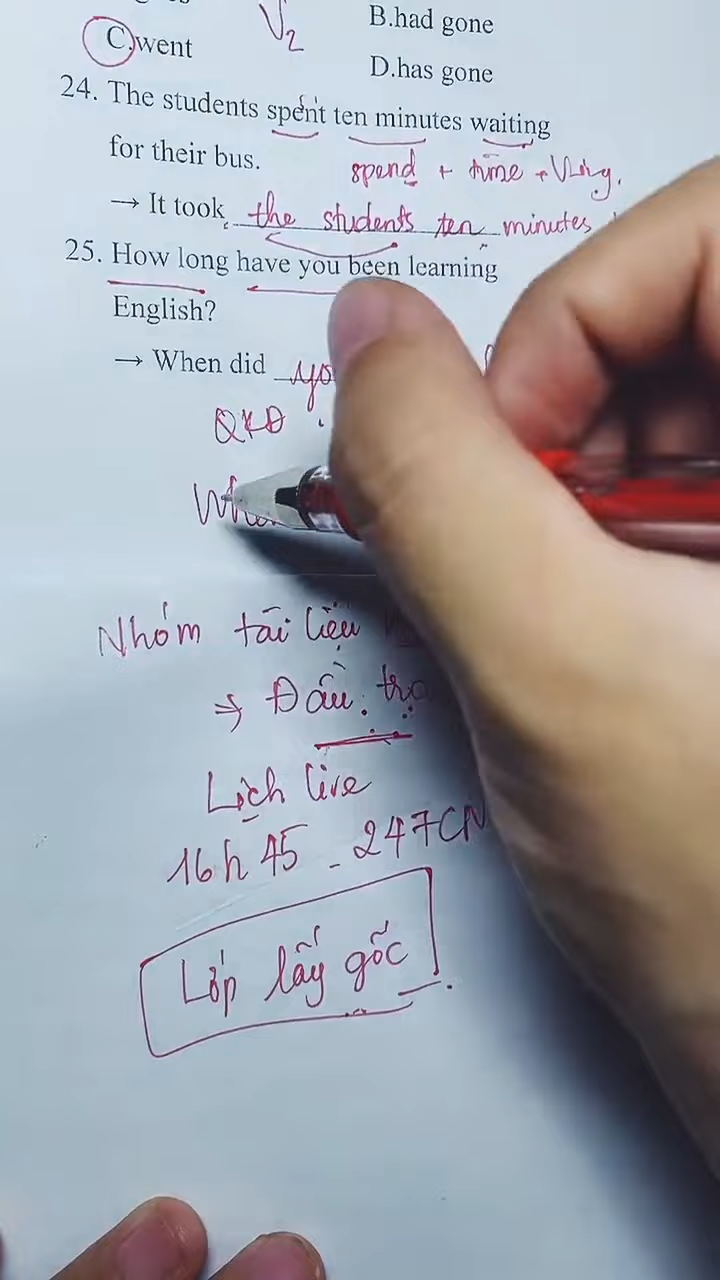 V2
B.had gone
C.went
D.has gone
24. The students spent ten minutes waiting
for their bus.
spend + time + Ving.
→ It took the students ten minutes
25. How long have you been learning
English?
→ When did yo
QKĐ
Nhóm tài liệu
⇒ Đầu trạ
Lịch live
16h45 - 247CN
Lớp lấy gốc